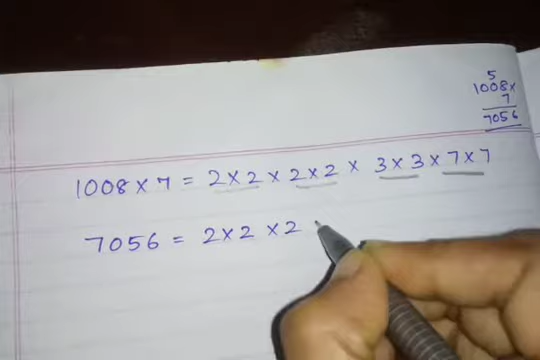 5
1008×
7
7056
1008 × 7 = 2 × 2 × 2 × 2 × 3 × 3 × 7 × 7
7056 = 2 × 2 × 2